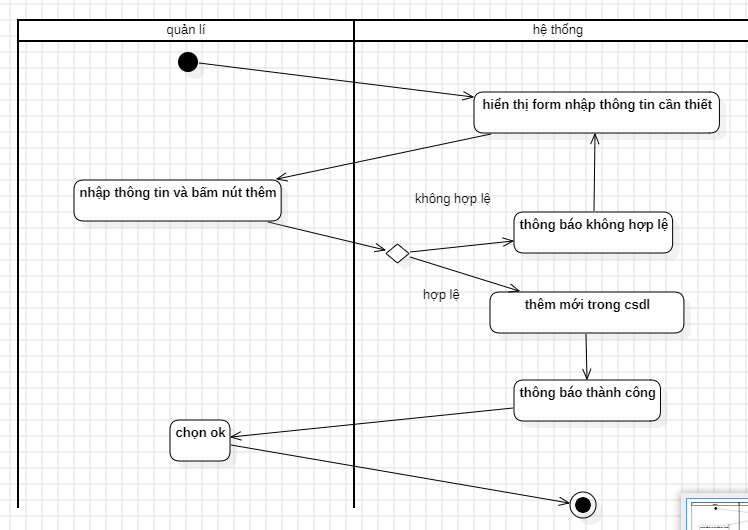 quản lí
hệ thống
hiển thị form nhập thông tin cần thiết
nhập thông tin và bấm nút thêm
không hợp lệ
thông báo không hợp lệ
hợp lệ
thêm mới trong csdl
thông báo thành công
chọn ok